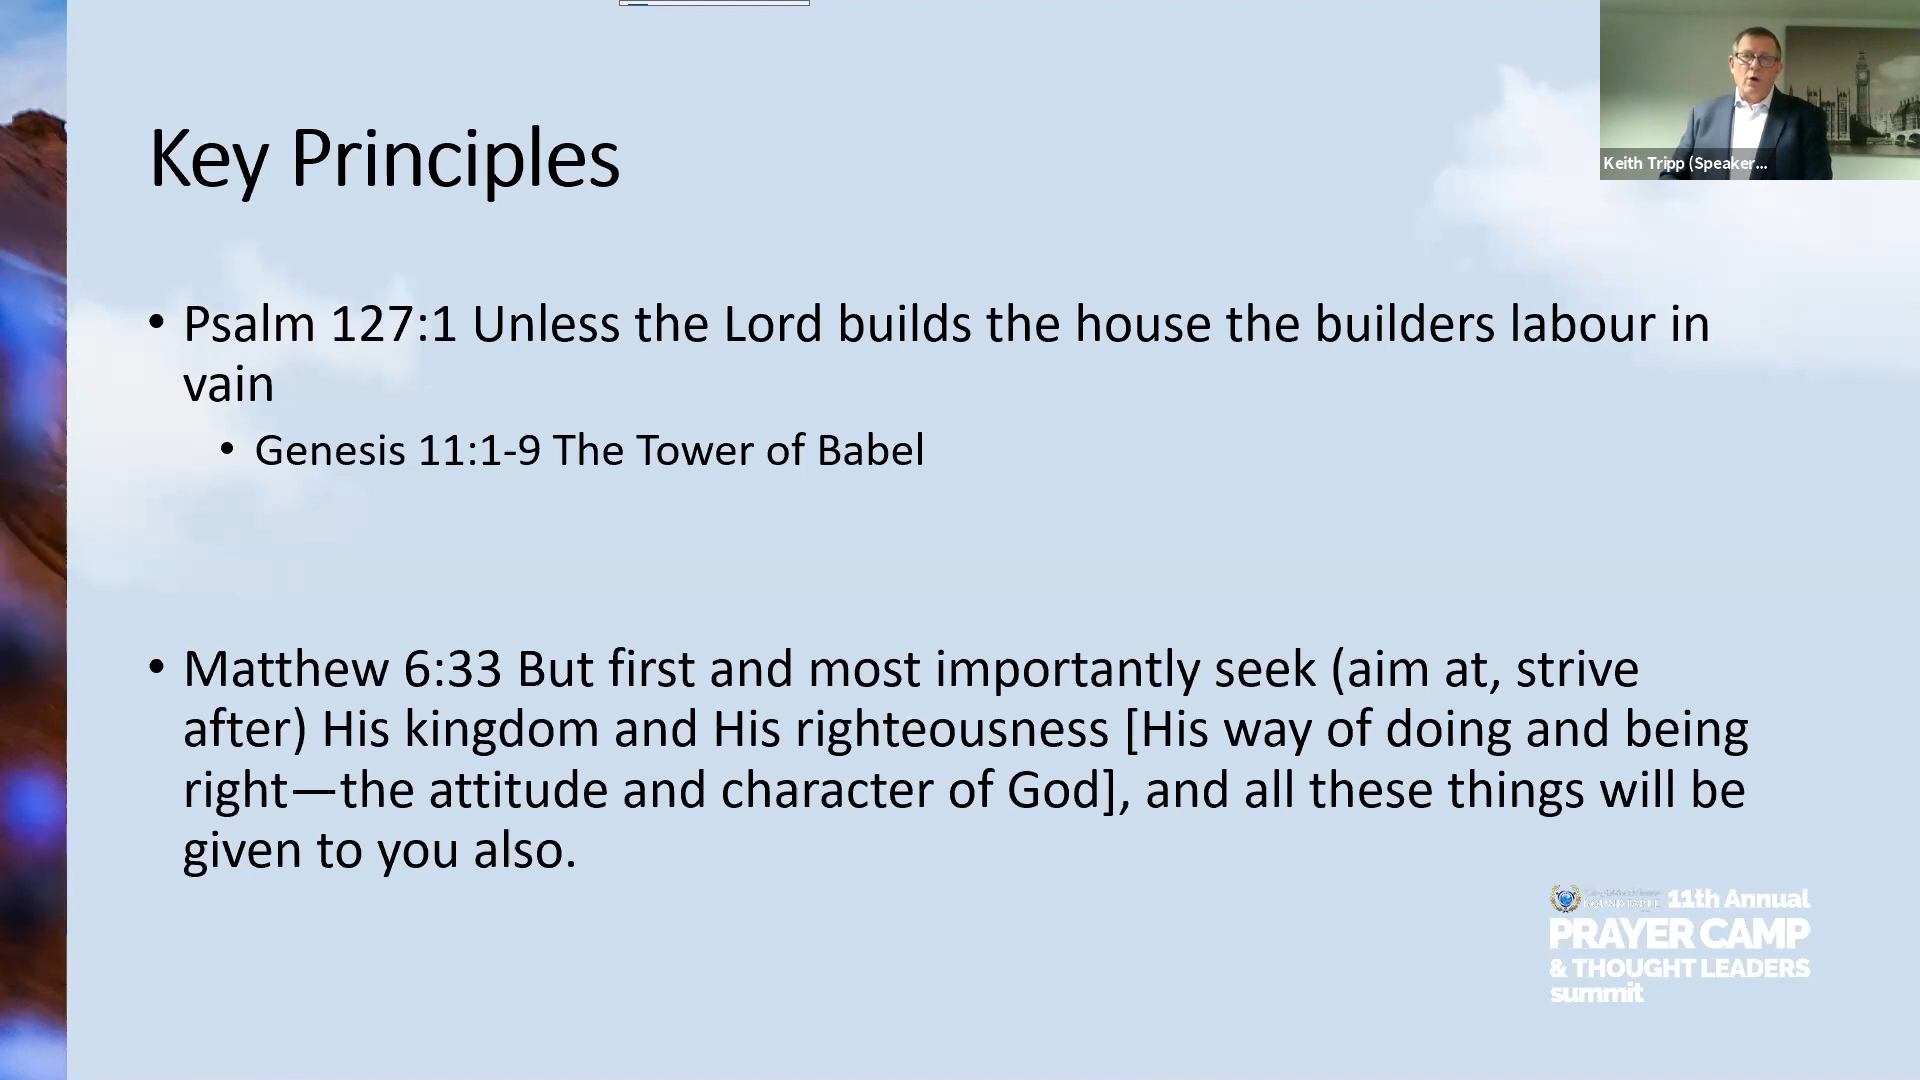 Key Principles
Keith Tripp (Speaker...
• Psalm 127:1 Unless the Lord builds the house the builders labour in
vain
• Genesis 11:1-9 The Tower of Babel
• Matthew 6:33 But first and most importantly seek (aim at, strive
after) His kingdom and His righteousness [His way of doing and being
right—the attitude and character of God], and all these things will be
given to you also.
ROUNDTABLE 11th Annual
PRAYER CAMP
& THOUGHT LEADERS
summit